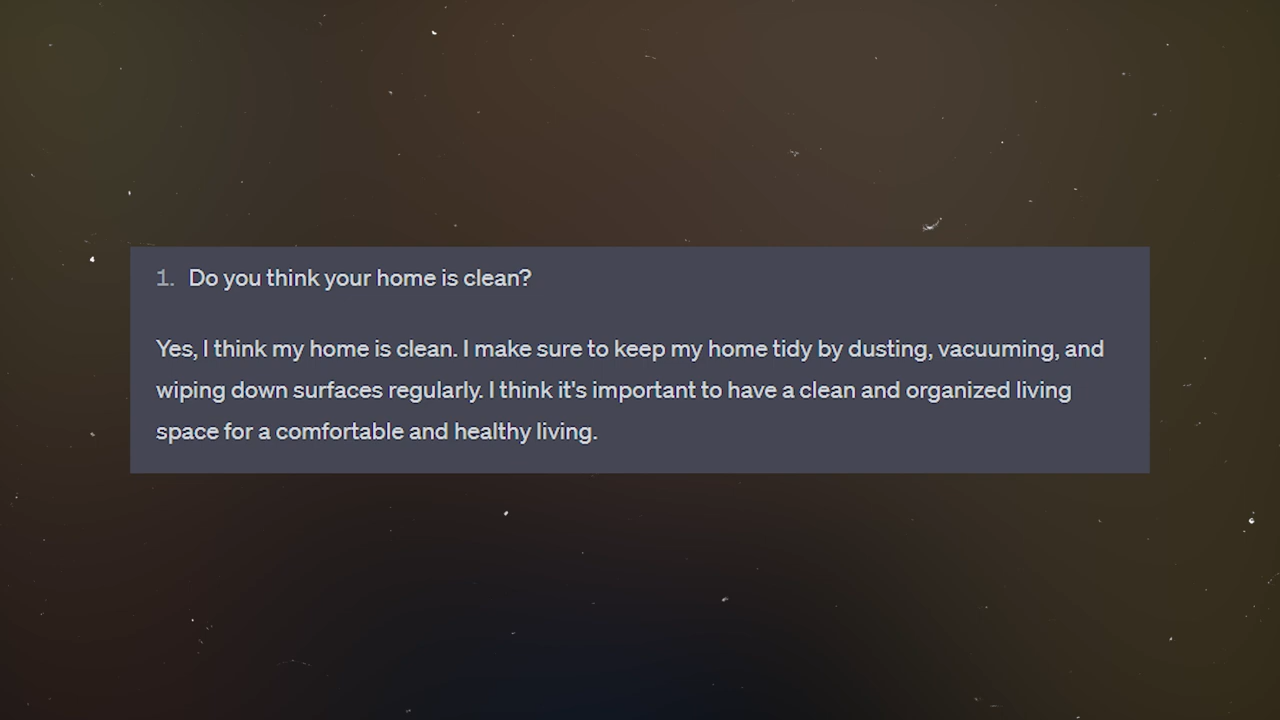 1. Do you think your home is clean?
Yes, I think my home is clean. I make sure to keep my home tidy by dusting, vacuuming, and
wiping down surfaces regularly. I think it's important to have a clean and organized living
space for a comfortable and healthy living.